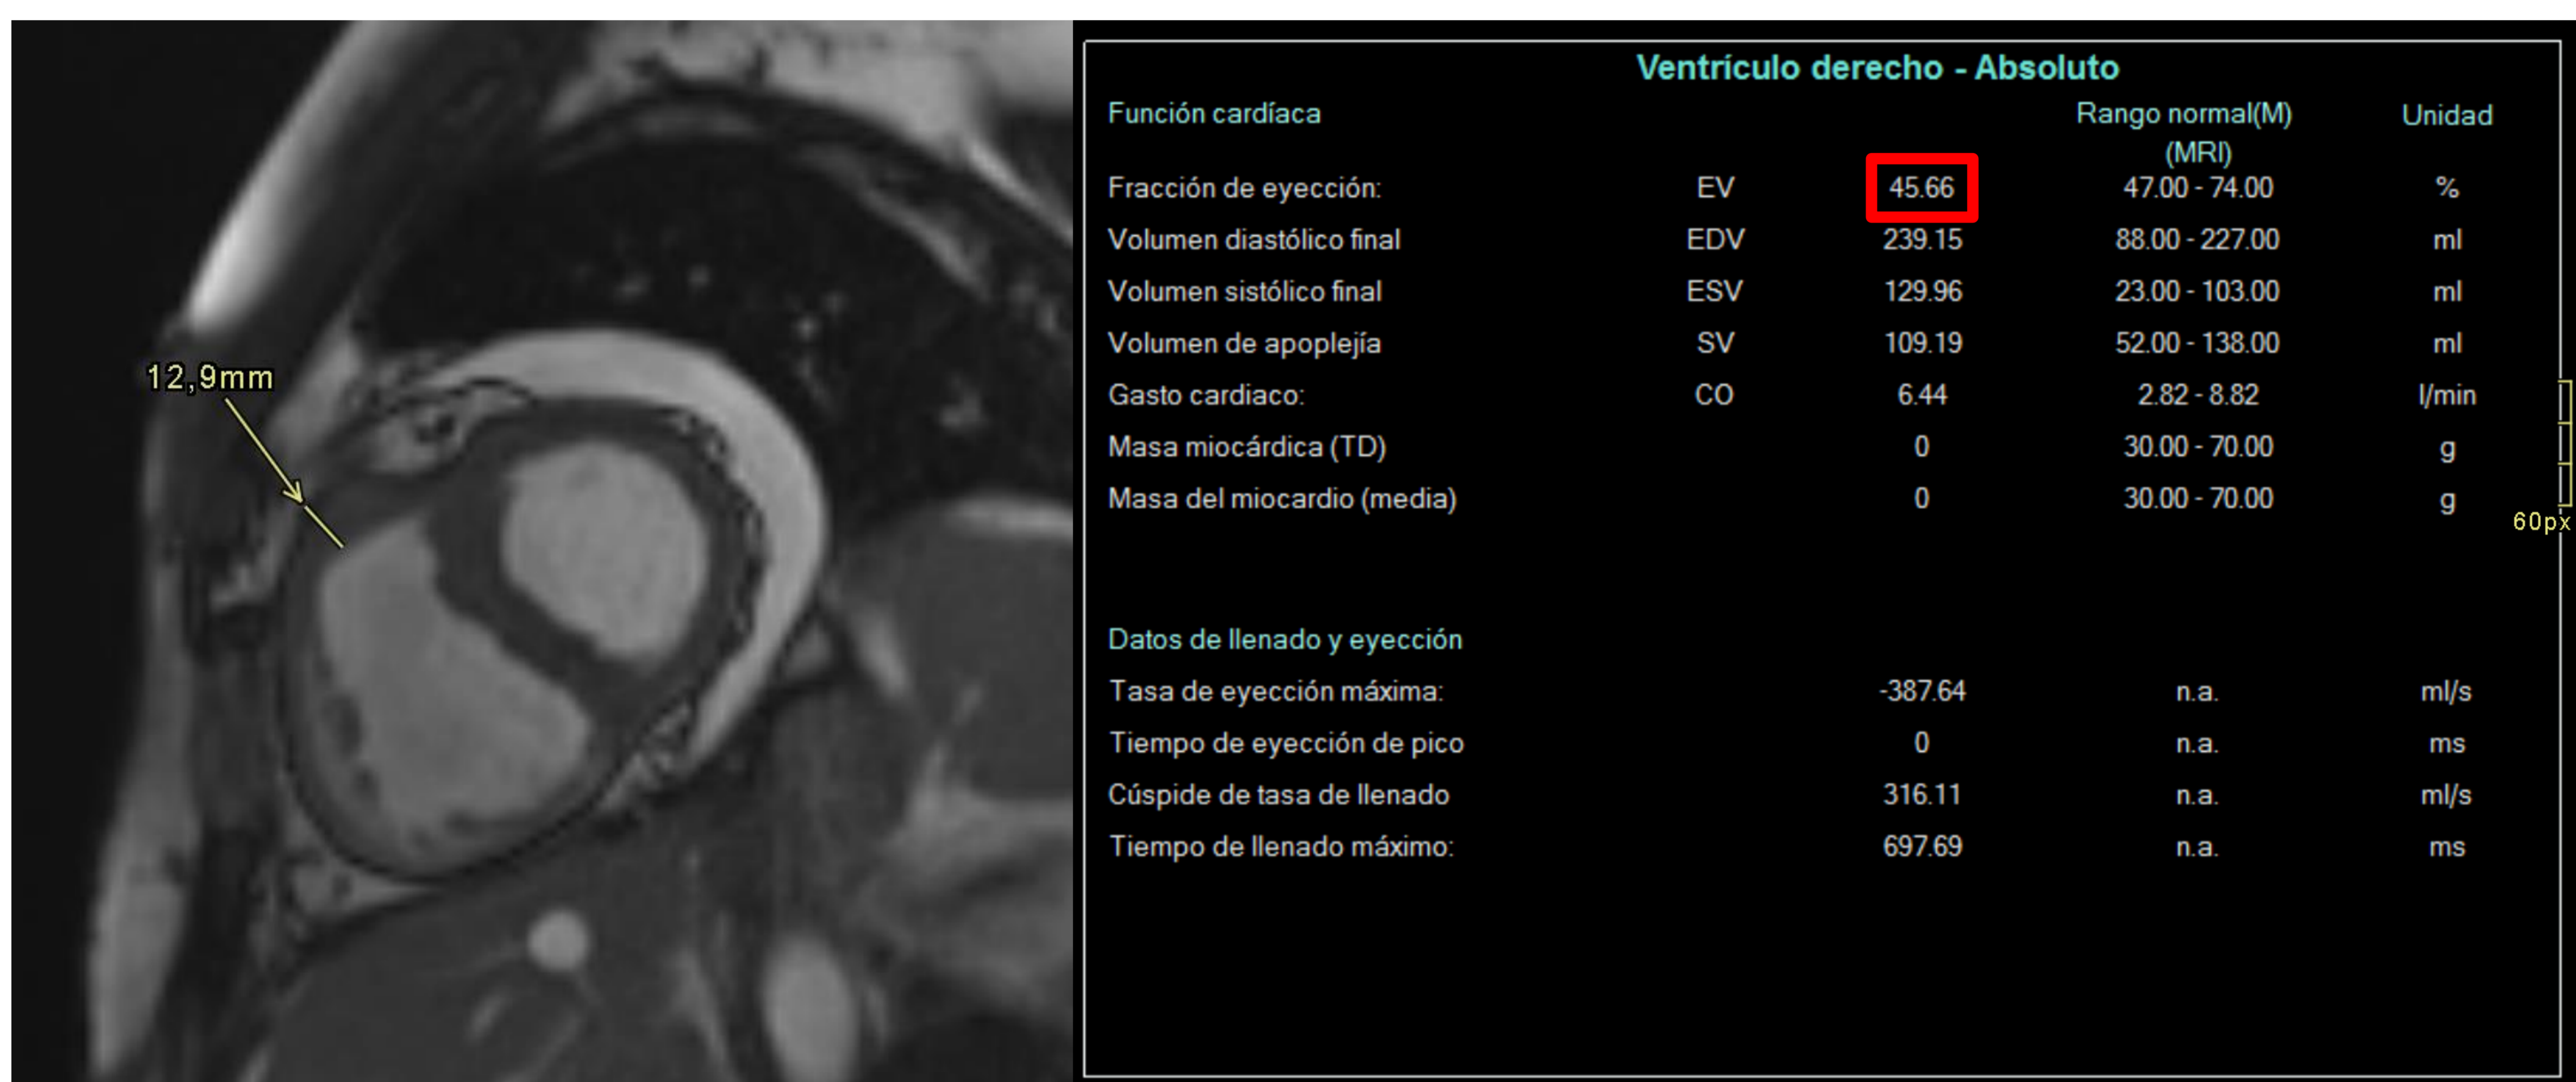 12,9mm
Ventrículo derecho - Absoluto
Función cardíaca Rango normal(M) Unidad
(MRI)
Fracción de eyección: EV 45.66 47.00 - 74.00 %
Volumen diastólico final EDV 239.15 88.00 - 227.00 ml
Volumen sistólico final ESV 129.96 23.00 - 103.00 ml
Volumen de apoplejía SV 109.19 52.00 - 138.00 ml
Gasto cardiaco: CO 6.44 2.82 - 8.82 l/min
Masa miocárdica (TD) 0 30.00 - 70.00 g
Masa del miocardio (media) 0 30.00 - 70.00 g
60px
Datos de llenado y eyección
Tasa de eyección máxima: -387.64 n.a. ml/s
Tiempo de eyección de pico 0 n.a. ms
Cúspide de tasa de llenado 316.11 n.a. ml/s
Tiempo de llenado máximo: 697.69 n.a. ms